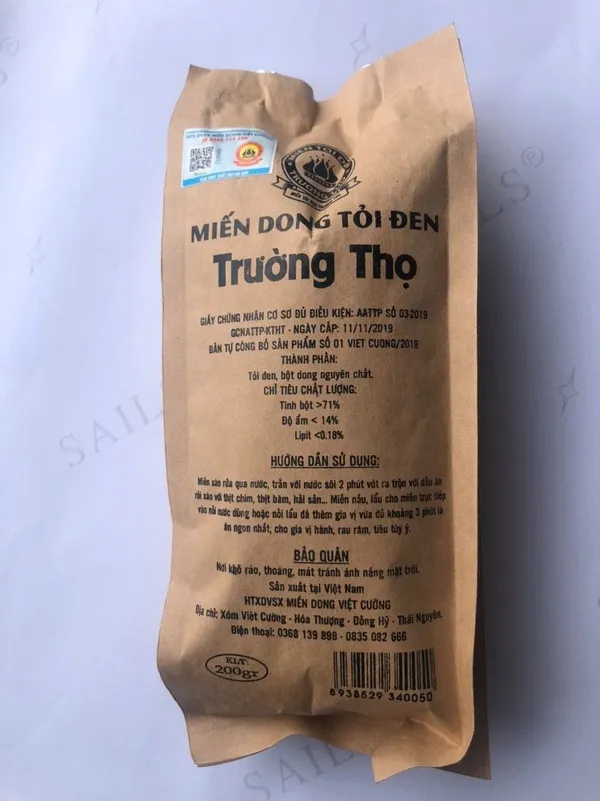 MIẾN DONG TỎI ĐEN
Trường Thọ
GIẤY CHỨNG NHẬN CƠ SƠ ĐỦ ĐIỀU KIỆN: AATTP SỐ 03-2019
GCNATTP-KTHT - NGÀY CẤP: 11/11/2019
BẢN TỰ CÔNG BỐ SẢN PHẨM SỐ 01 VIET CUONG/2019
THÀNH PHẦN:
Tỏi đen, bột dong nguyên chất.
CHỈ TIÊU CHẤT LƯỢNG:
Tinh bột >71%
Độ ẩm < 14%
Lipit <0.18%
HƯỚNG DẪN SỬ DỤNG:
Miến xào rửa qua nước, trần với nước sôi 2 phút vớt ra trộn với dầu ăn
rồi xào với thịt chim, thịt băm, hải sản... Miến nấu, lẩu cho miến trực tiếp
vào nồi nước dùng hoặc nồi lẩu đã thêm gia vị vừa đủ khoảng 3 phút là
ăn ngon nhất, cho gia vị hành, rau răm, tiêu tùy ý.
BẢO QUẢN
Nơi khô ráo, thoáng, mát tránh ánh nắng mặt trời.
Sản xuất tại Việt Nam
HTXDVSX MIẾN DONG VIỆT CƯỜNG
Địa chỉ: Xóm Việt Cường - Hóa Thượng - Đồng Hỷ - Thái Nguyên.
Điện thoại: 0368 139 898 - 0835 082 666
KLT:
200gr
8938529 340050